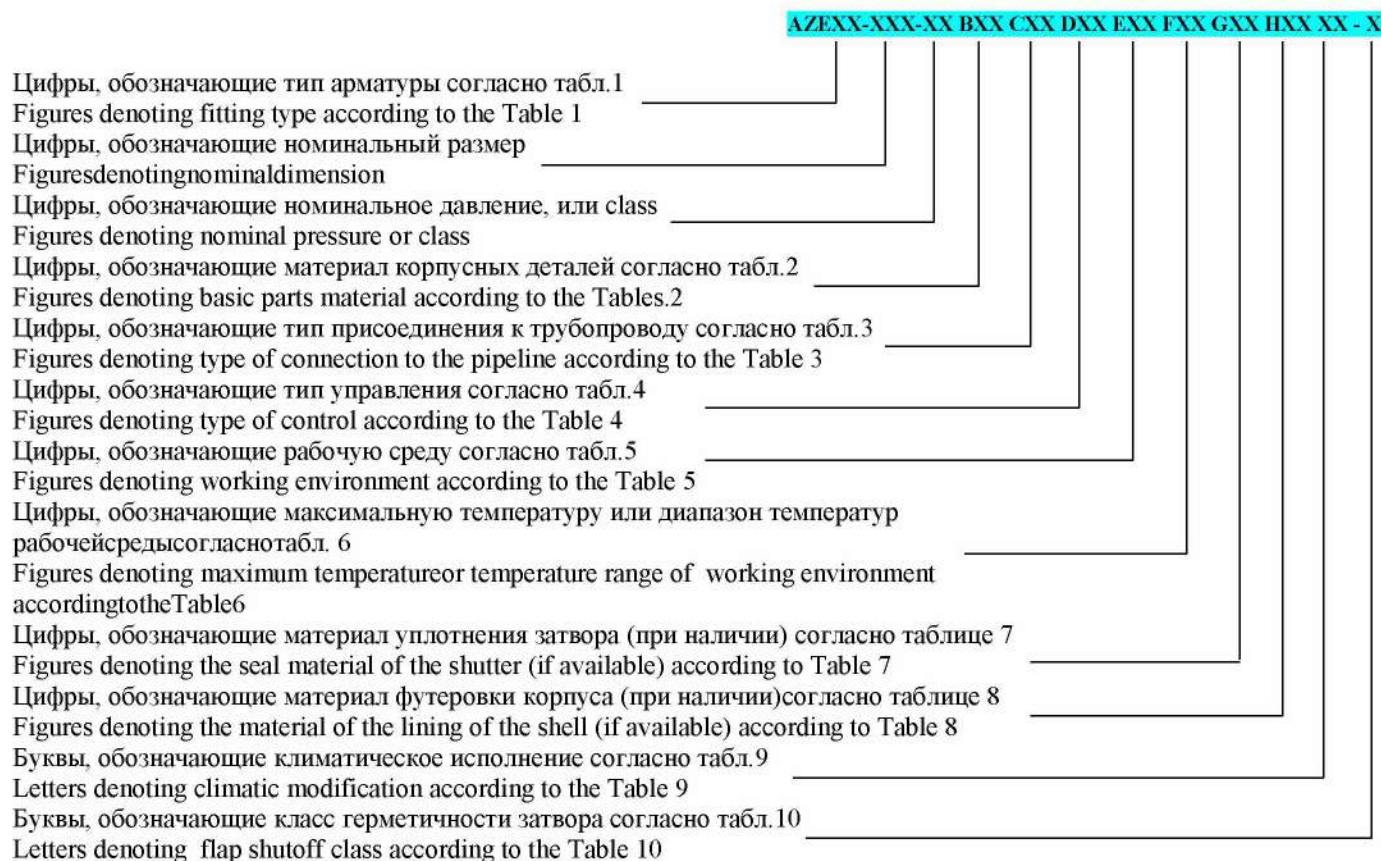 AZEXX-XXX-XX BXX CXX DXX EXX FXX GXX HXX XX - X
Цифры, обозначающие тип арматуры согласно табл.1
Figures denoting fitting type according to the Table 1
Цифры, обозначающие номинальный размер
Figuresdenotingnominaldimension
Цифры, обозначающие номинальное давление, или class
Figures denoting nominal pressure or class
Цифры, обозначающие материал корпусных деталей согласно табл.2
Figures denoting basic parts material according to the Tables.2
Цифры, обозначающие тип присоединения к трубопроводу согласно табл.3
Figures denoting type of connection to the pipeline according to the Table 3
Цифры, обозначающие тип управления согласно табл.4
Figures denoting type of control according to the Table 4
Цифры, обозначающие рабочую среду согласно табл.5
Figures denoting working environment according to the Table 5
Цифры, обозначающие максимальную температуру или диапазон температур
рабочейсредысогласнотабл. 6
Figures denoting maximum temperatureor temperature range of working environment
accordingtotheTable6
Цифры, обозначающие материал уплотнения затвора (при наличии) согласно таблице 7
Figures denoting the seal material of the shutter (if available) according to Table 7
Цифры, обозначающие материал футеровки корпуса (при наличии)согласно таблице 8
Figures denoting the material of the lining of the shell (if available) according to Table 8
Буквы, обозначающие климатическое исполнение согласно табл.9
Letters denoting climatic modification according to the Table 9
Буквы, обозначающие класс герметичности затвора согласно табл.10
Letters denoting flap shutoff class according to the Table 10